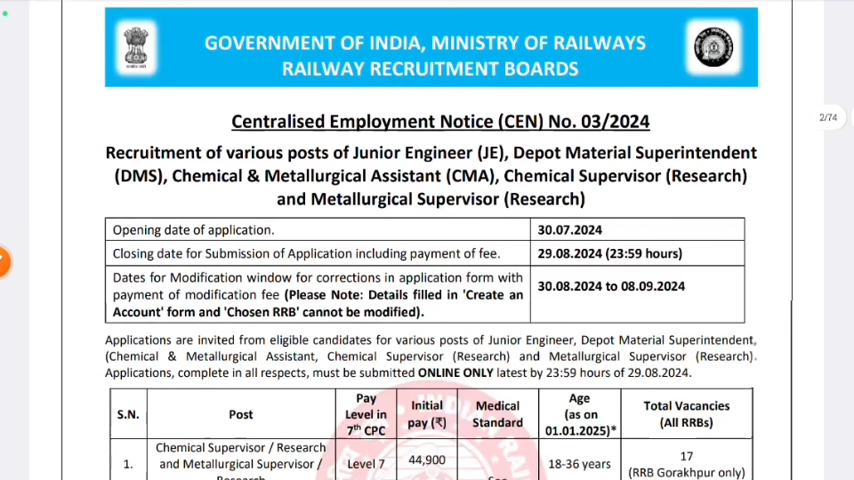 GOVERNMENT OF INDIA, MINISTRY OF RAILWAYS
RAILWAY RECRUITMENT BOARDS
Centralised Employment Notice (CEN) No. 03/2024
2/74
Recruitment of various posts of Junior Engineer (JE), Depot Material Superintendent
(DMS), Chemical & Metallurgical Assistant (CMA), Chemical Supervisor (Research)
and Metallurgical Supervisor (Research)
Opening date of application. 30.07.2024
Closing date for Submission of Application including payment of fee. 29.08.2024 (23:59 hours)
Dates for Modification window for corrections in application form with
payment of modification fee (Please Note: Details filled in 'Create an
Account' form and 'Chosen RRB' cannot be modified).
30.08.2024 to 08.09.2024
Applications are invited from eligible candidates for various posts of Junior Engineer, Depot Material Superintendent,
(Chemical & Metallurgical Assistant, Chemical Supervisor (Research) and Metallurgical Supervisor (Research).
Applications, complete in all respects, must be submitted ONLINE ONLY latest by 23:59 hours of 29.08.2024.
S.N.
Post
Pay
Level in
7th CPC
Initial
pay (₹)
Medical
Standard
Age
(as on
01.01.2025)*
Total Vacancies
(All RRBs)
1.
Chemical Supervisor / Research
and Metallurgical Supervisor /
Level 7
44,900
18-36 years
17
(RRB Gorakhpur only)